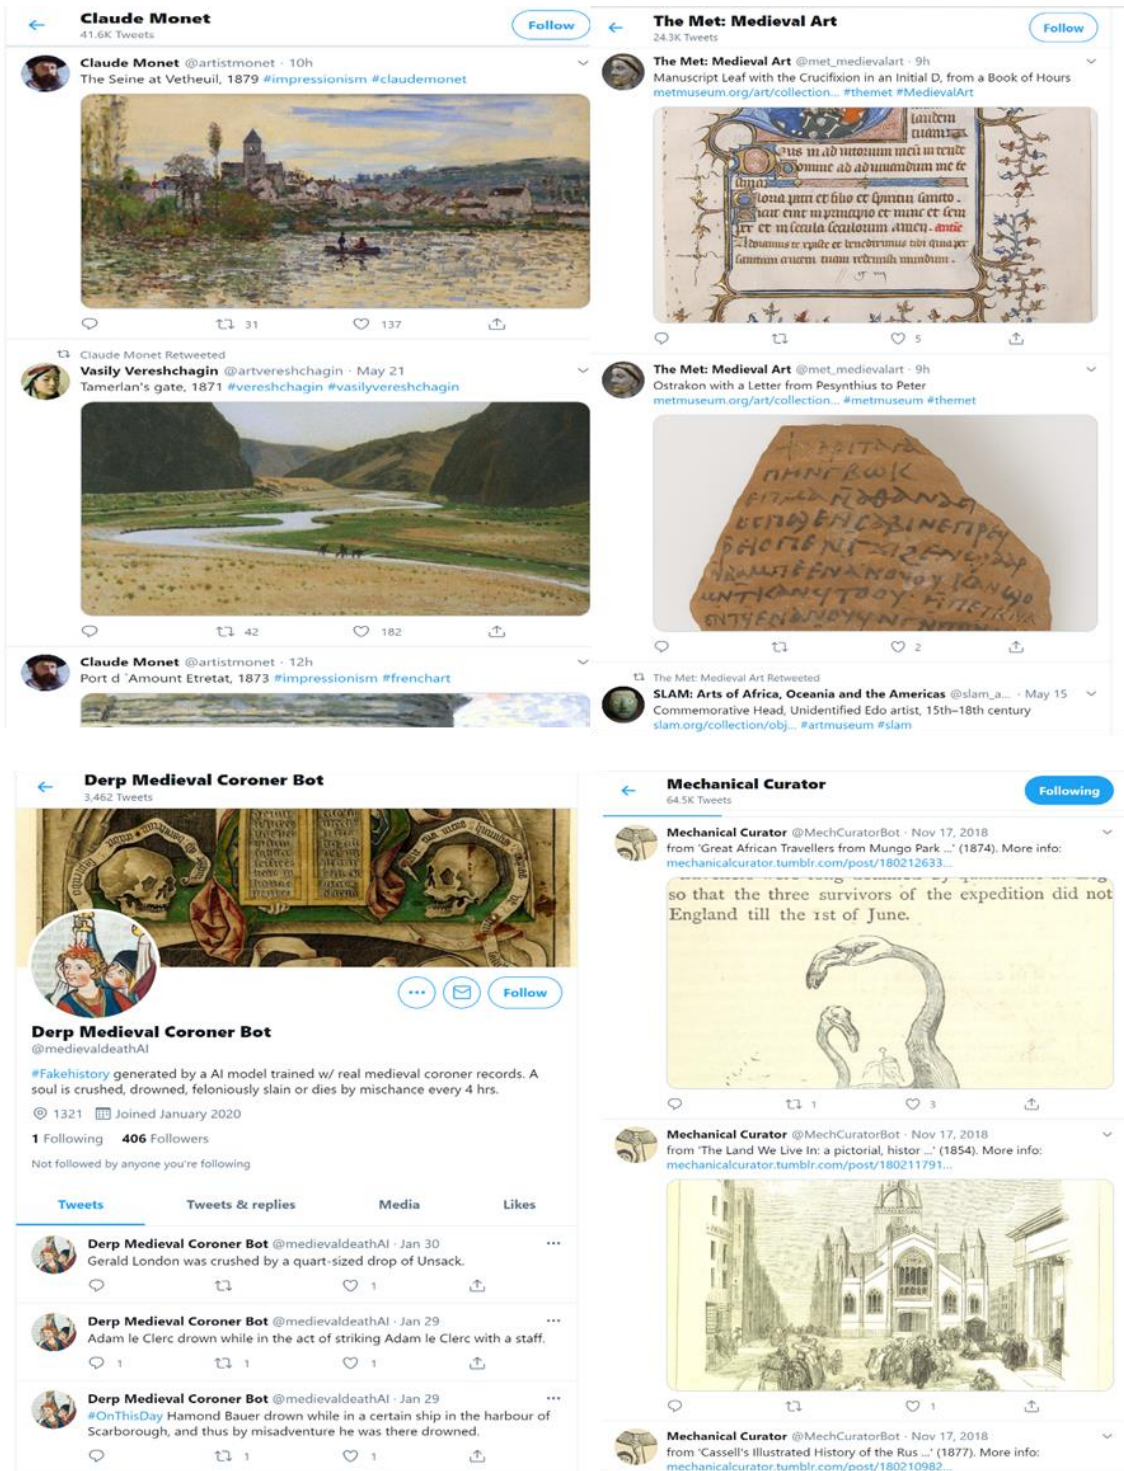 Claude Monet
41.6K Tweets
Follow
Claude Monet @artistmonet · 10h
The Seine at Vetheuil, 1879 #impressionism #claudemonet
31 137
Claude Monet Retweeted
Vasily Vereshchagin @artvereshchagin · May 21
Tamerlan's gate, 1871 #vereshchagin #vasilyvereshchagin
42 182
Claude Monet @artistmonet · 12h
Port d ´Amount Etretat, 1873 #impressionism #frenchart
The Met: Medieval Art
24.3K Tweets
Follow
The Met: Medieval Art @met_medievalart · 9h
Manuscript Leaf with the Crucifixion in an Initial D, from a Book of Hours
metmuseum.org/art/collection... #themet #MedievalArt
5
The Met: Medieval Art @met_medievalart · 9h
Ostrakon with a Letter from Pesynthius to Peter
metmuseum.org/art/collection... #metmuseum #themet
2
The Met: Medieval Art Retweeted
SLAM: Arts of Africa, Oceania and the Americas @slam_a... · May 15
Commemorative Head, Unidentified Edo artist, 15th–18th century
slam.org/collection/obj... #artmuseum #slam
Derp Medieval Coroner Bot
3,462 Tweets
Follow
Derp Medieval Coroner Bot
@medievaldeathAI
#Fakehistory generated by a AI model trained w/ real medieval coroner records. A
soul is crushed, drowned, feloniously slain or dies by mischance every 4 hrs.
1321 Joined January 2020
1 Following 406 Followers
Not followed by anyone you're following
Tweets Tweets & replies Media Likes
Derp Medieval Coroner Bot @medievaldeathAI · Jan 30
Gerald London was crushed by a quart-sized drop of Unsack.
1
Derp Medieval Coroner Bot @medievaldeathAI · Jan 29
Adam le Clerc drown while in the act of striking Adam le Clerc with a staff.
1 1 1
Derp Medieval Coroner Bot @medievaldeathAI · Jan 29
#OnThisDay Hamond Bauer drown while in a certain ship in the harbour of
Scarborough, and thus by misadventure he was there drowned.
1 1
Mechanical Curator
64.5K Tweets
Following
Mechanical Curator @MechCuratorBot · Nov 17, 2018
from 'Great African Travellers from Mungo Park ...' (1874). More info:
mechanicalcurator.tumblr.com/post/180212633...
so that the three survivors of the expedition did not
England till the 1st of June.
1 3
Mechanical Curator @MechCuratorBot · Nov 17, 2018
from 'The Land We Live In: a pictorial, histor ...' (1854). More info:
mechanicalcurator.tumblr.com/post/180211791...
1
Mechanical Curator @MechCuratorBot · Nov 17, 2018
from 'Cassell's Illustrated History of the Rus ...' (1877). More info:
mechanicalcurator.tumblr.com/post/180210982...